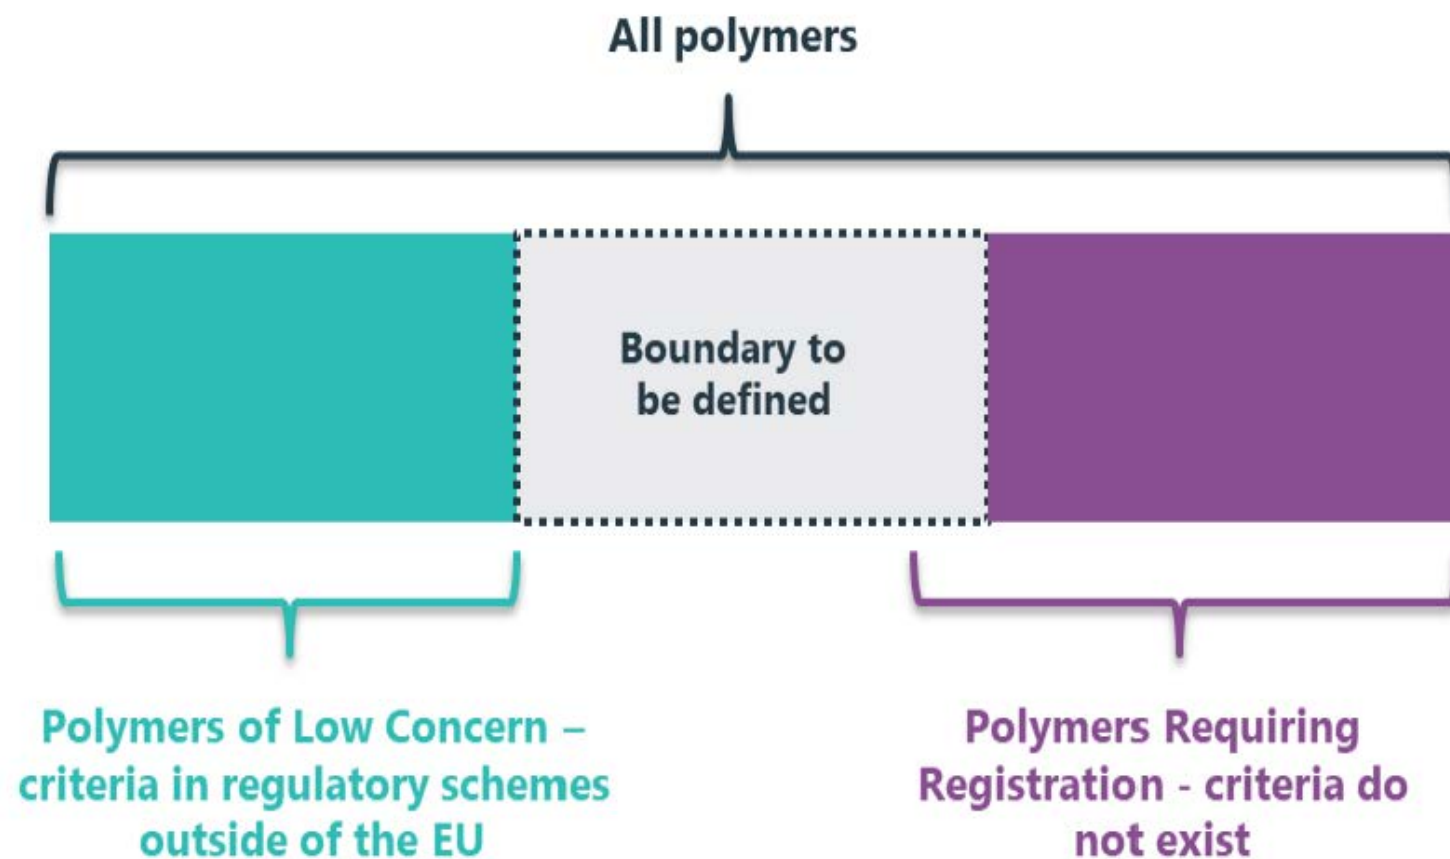 All polymers
Boundary to
be defined
Polymers of Low Concern –
criteria in regulatory schemes
outside of the EU
Polymers Requiring
Registration - criteria do
not exist